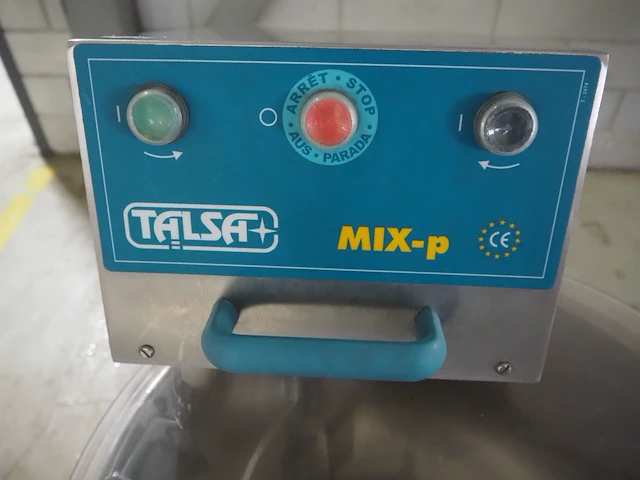 I
O
I
ARRÊT • STOP
AUS • PARADA
TALSA
MIX-p
CE